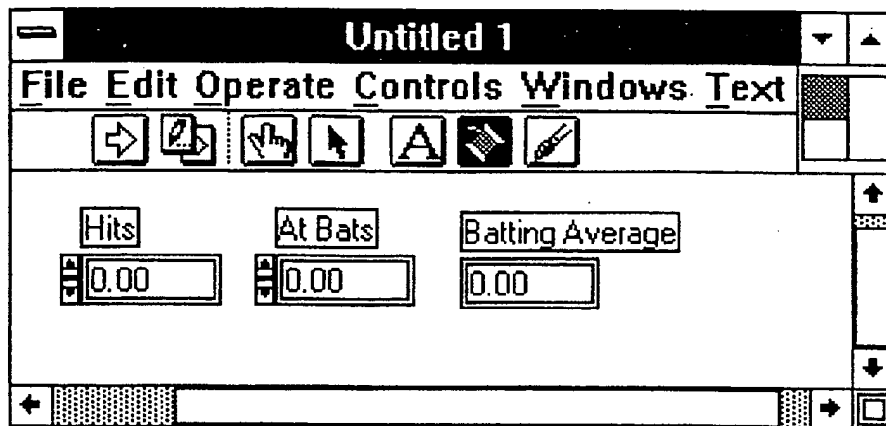 Untitled 1
File Edit Operate Controls Windows Text
A
Hits At Bats Batting Average
0.00 0.00 0.00